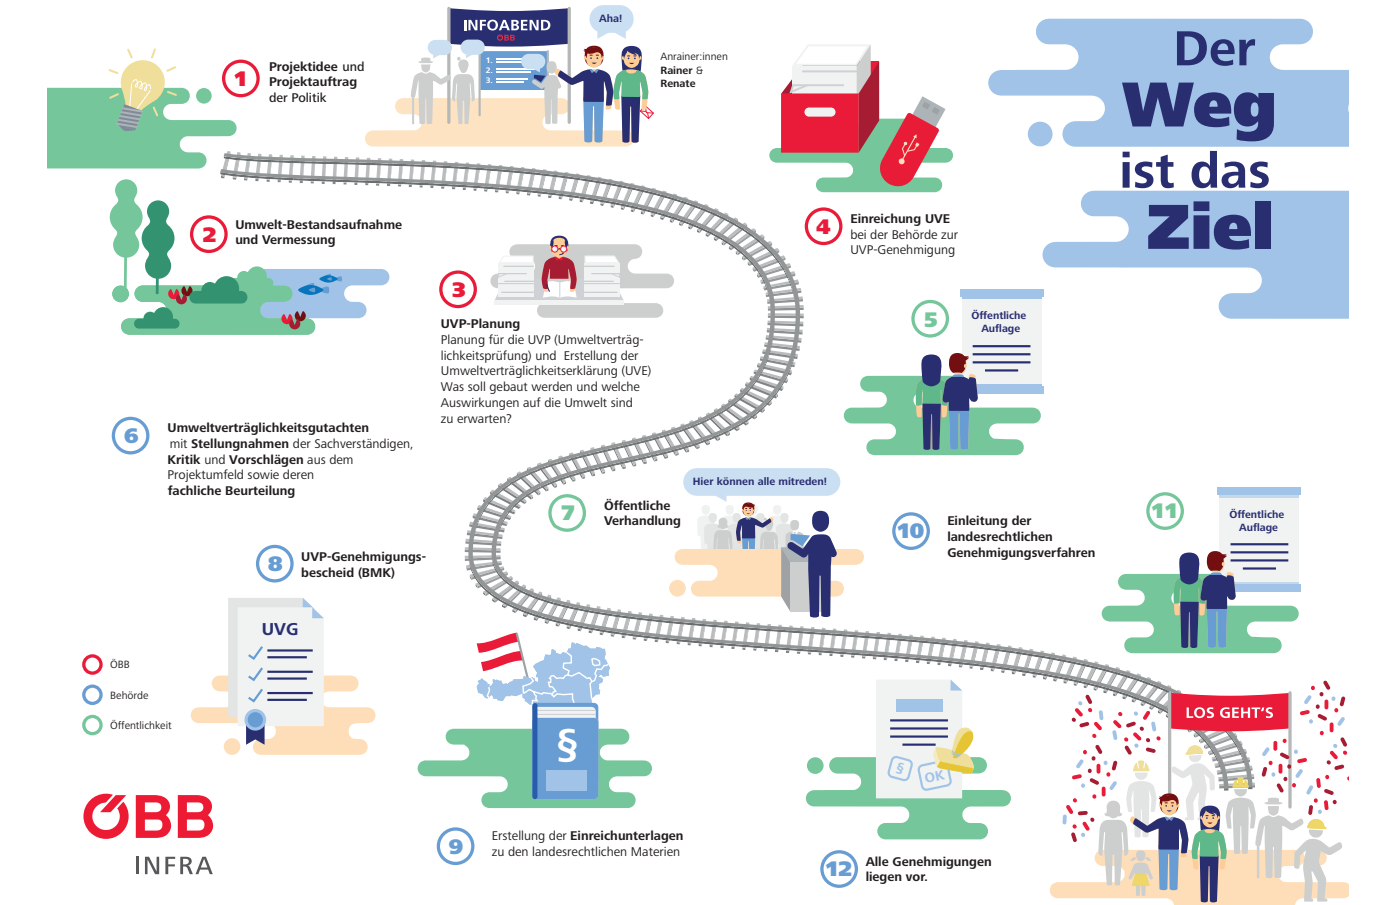 Der
Weg
ist das
Ziel
INFOABEND
ÖBB
1.
2.
3.
Aha!
Anrainer:innen
Rainer &
Renate
1
Projektidee und
Projektauftrag
der Politik
2
Umwelt-Bestandsaufnahme
und Vermessung
3
UVP-Planung
Planung für die UVP (Umweltverträg-
lichkeitsprüfung) und Erstellung der
Umweltverträglichkeitserklärung (UVE)
Was soll gebaut werden und welche
Auswirkungen auf die Umwelt sind
zu erwarten?
4
Einreichung UVE
bei der Behörde zur
UVP-Genehmigung
5
Öffentliche
Auflage
6
Umweltverträglichkeitsgutachten
mit Stellungnahmen der Sachverständigen,
Kritik und Vorschlägen aus dem
Projektumfeld sowie deren
fachliche Beurteilung
7
Öffentliche
Verhandlung
Hier können alle mitreden!
8
UVP-Genehmigungs-
bescheid (BMK)
UVG
9
Erstellung der Einreichunterlagen
zu den landesrechtlichen Materien
§
10
Einleitung der
landesrechtlichen
Genehmigungsverfahren
11
Öffentliche
Auflage
12
Alle Genehmigungen
liegen vor.
§
OK
LOS GEHT'S
ÖBB
Behörde
Öffentlichkeit
ÖBB
INFRA